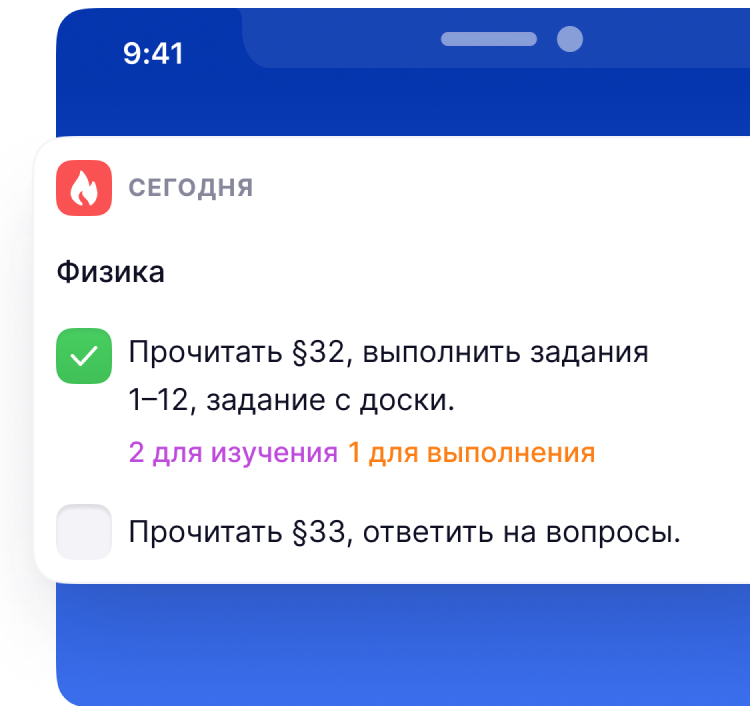 9:41
СЕГОДНЯ
Физика
Прочитать §32, выполнить задания
1–12, задание с доски.
2 для изучения 1 для выполнения
Прочитать §33, ответить на вопросы.